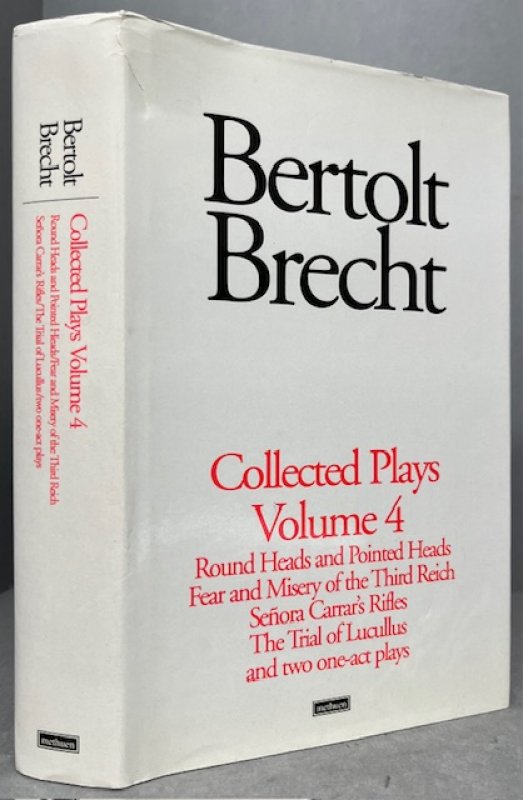 Bertolt
Brecht
Collected Plays Volume 4
Round Heads and Pointed Heads/Fear and Misery of the Third Reich
Señora Carrar's Rifles/The Trial of Lucullus/two one-act plays
methuen
Bertolt
Brecht
Collected Plays
Volume 4
Round Heads and Pointed Heads
Fear and Misery of the Third Reich
Señora Carrar's Rifles
The Trial of Lucullus
and two one-act plays
methuen